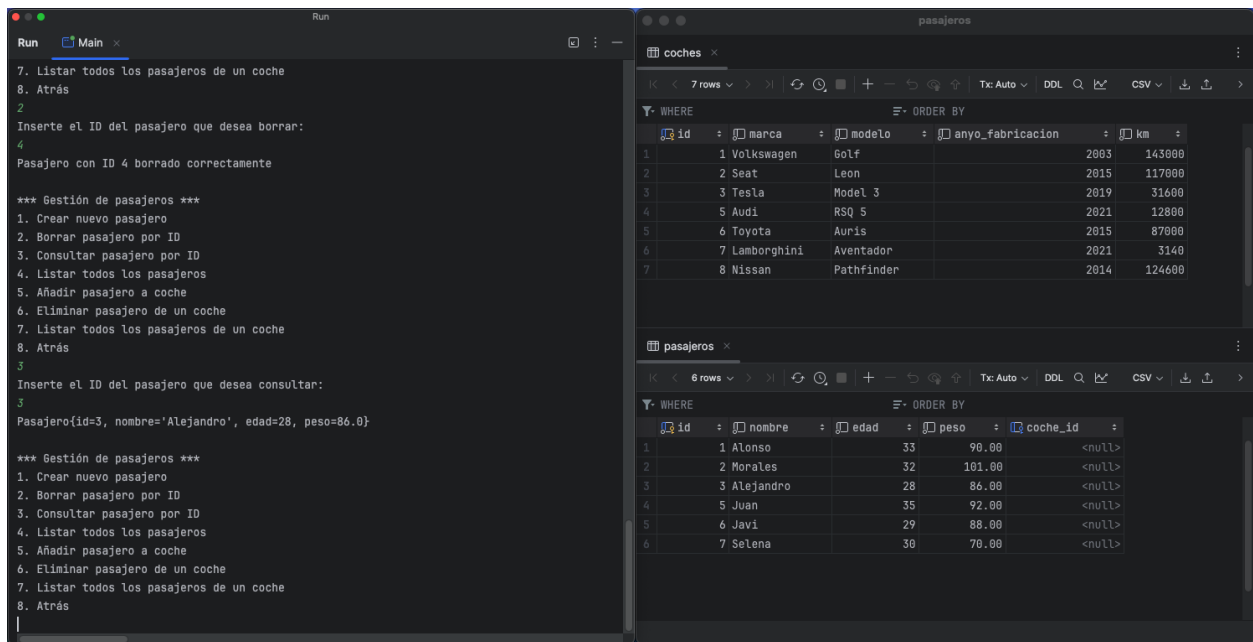 Run
Run Main
7. Listar todos los pasajeros de un coche
8. Atrás
2
Inserte el ID del pasajero que desea borrar:
4
Pasajero con ID 4 borrado correctamente
*** Gestión de pasajeros ***
1. Crear nuevo pasajero
2. Borrar pasajero por ID
3. Consultar pasajero por ID
4. Listar todos los pasajeros
5. Añadir pasajero a coche
6. Eliminar pasajero de un coche
7. Listar todos los pasajeros de un coche
8. Atrás
3
Inserte el ID del pasajero que desea consultar:
3
Pasajero{id=3, nombre='Alejandro', edad=28, peso=86.0}
*** Gestión de pasajeros ***
1. Crear nuevo pasajero
2. Borrar pasajero por ID
3. Consultar pasajero por ID
4. Listar todos los pasajeros
5. Añadir pasajero a coche
6. Eliminar pasajero de un coche
7. Listar todos los pasajeros de un coche
8. Atrás
pasajeros
coches
7 rows Tx: Auto DDL CSV
WHERE ORDER BY
id marca modelo anyo_fabricacion km
1 1 Volkswagen Golf 2003 143000
2 2 Seat Leon 2015 117000
3 3 Tesla Model 3 2019 31600
4 5 Audi RSQ 5 2021 12800
5 6 Toyota Auris 2015 87000
6 7 Lamborghini Aventador 2021 3140
7 8 Nissan Pathfinder 2014 124600
pasajeros
6 rows Tx: Auto DDL CSV
WHERE ORDER BY
id nombre edad peso coche_id
1 1 Alonso 33 90.00 <null>
2 2 Morales 32 101.00 <null>
3 3 Alejandro 28 86.00 <null>
4 5 Juan 35 92.00 <null>
5 6 Javi 29 88.00 <null>
6 7 Selena 30 70.00 <null>